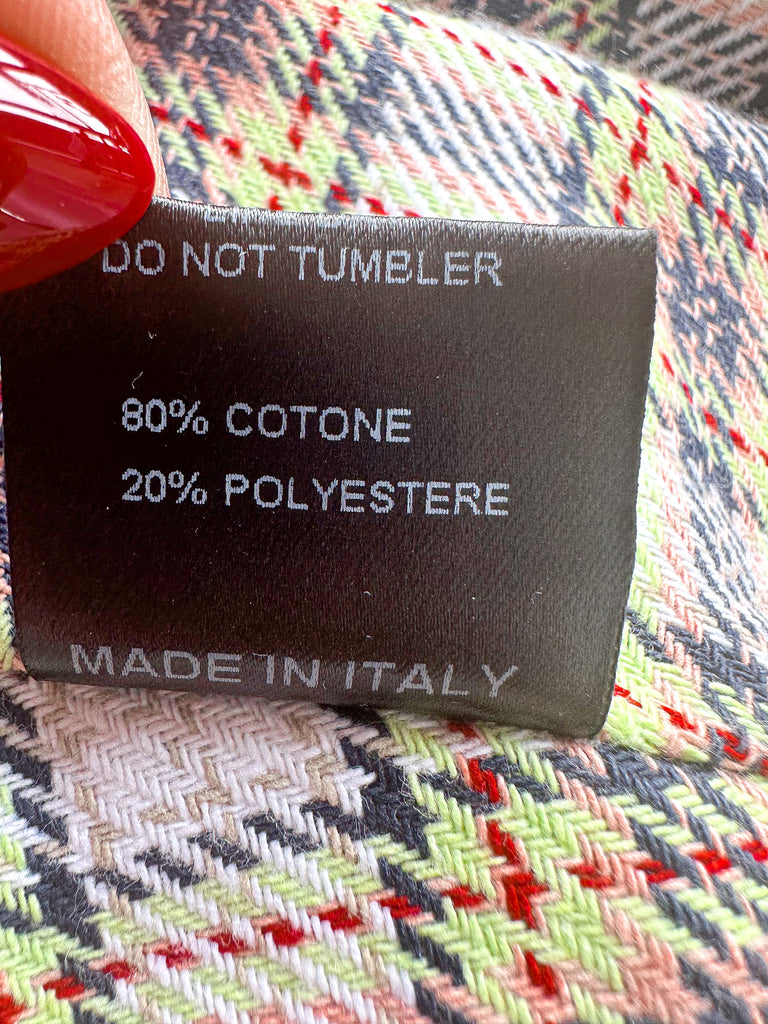 DO NOT TUMBLER
80% COTONE
20% POLYESTERE
MADE IN ITALY